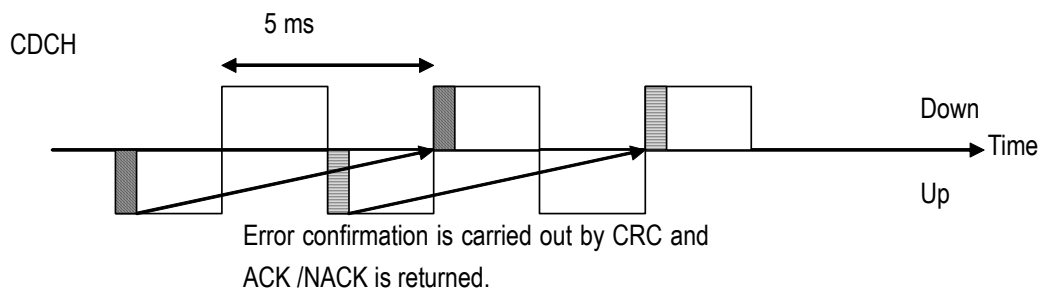 5 ms
CDCH
Down
Time
Up
Error confirmation is carried out by CRC and
ACK /NACK is returned.